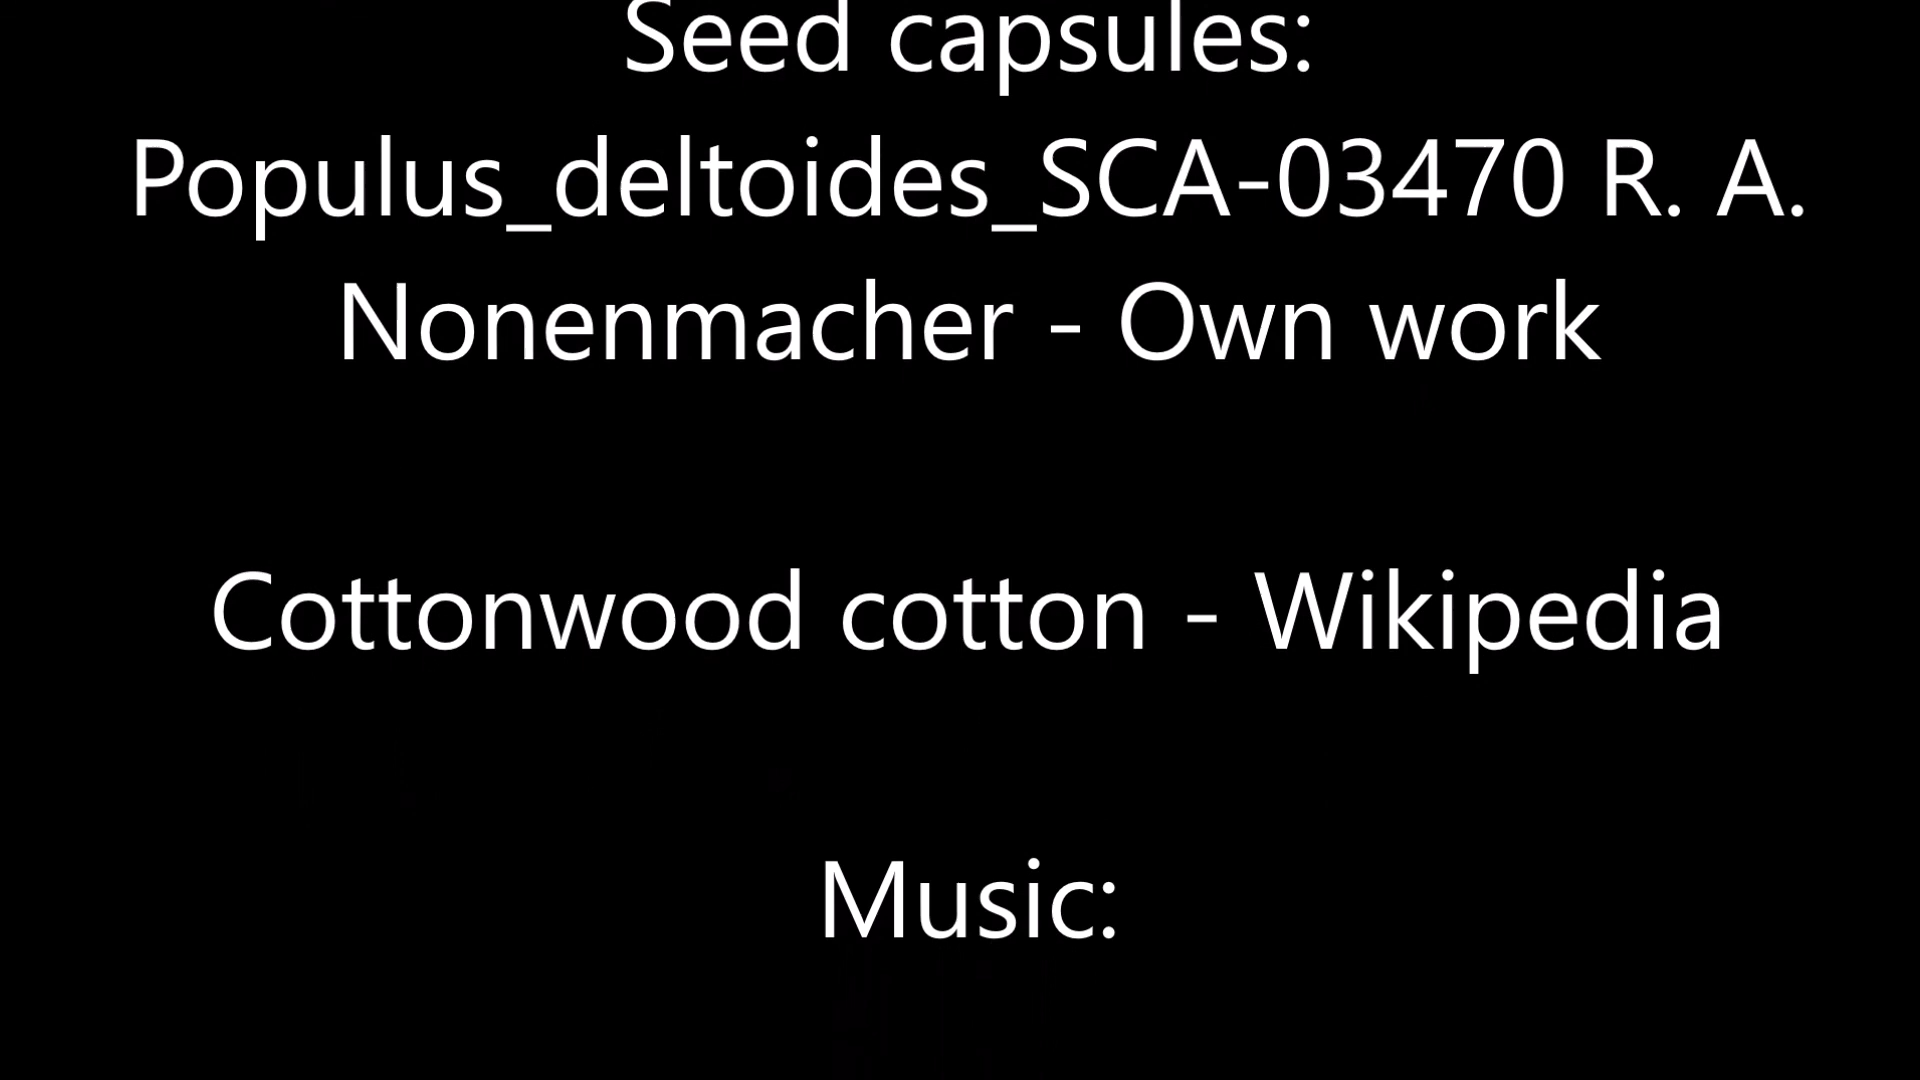 Seed capsules:
Populus_deltoides_SCA-03470 R. A.
Nonenmacher - Own work
Cottonwood cotton - Wikipedia
Music: